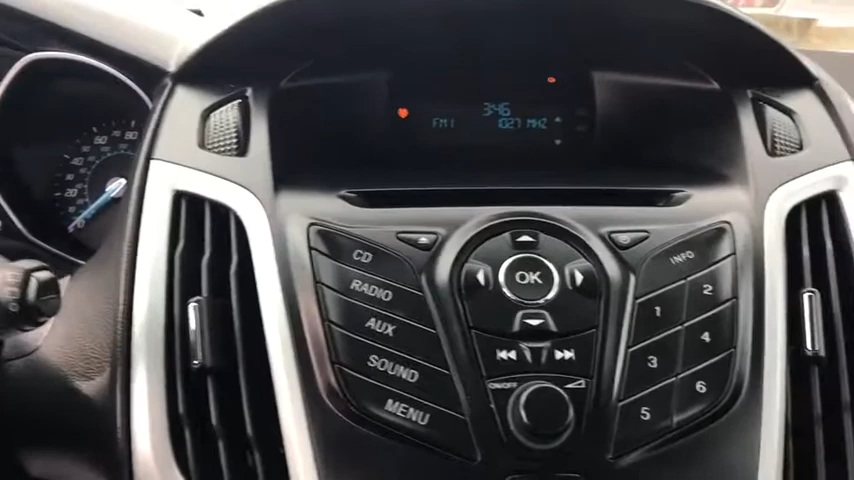 3:46
FM1 102.7 MHZ
CD
RADIO
AUX
SOUND
MENU
OK
ON/OFF
INFO
1 2
3 4
5 6
20
40
60
80